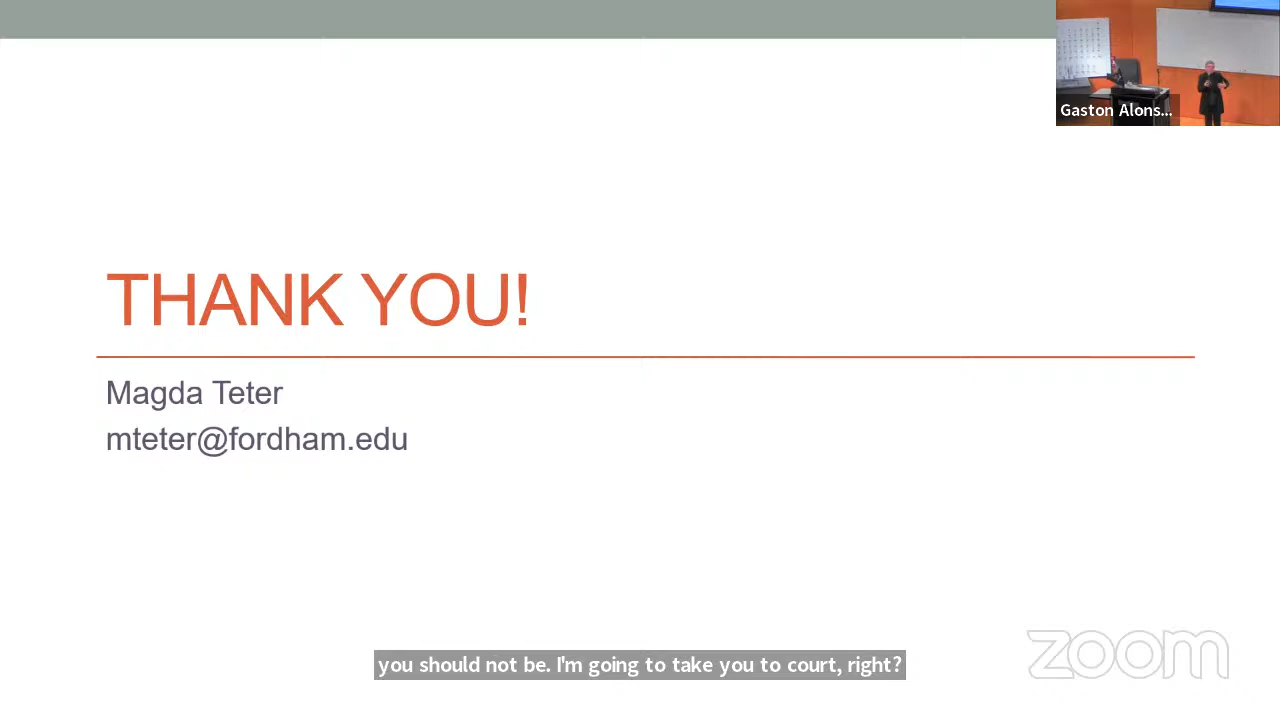 Gaston Alons...
THANK YOU!
Magda Teter
mteter@fordham.edu
you should not be. I'm going to take you to court, right?
zoom